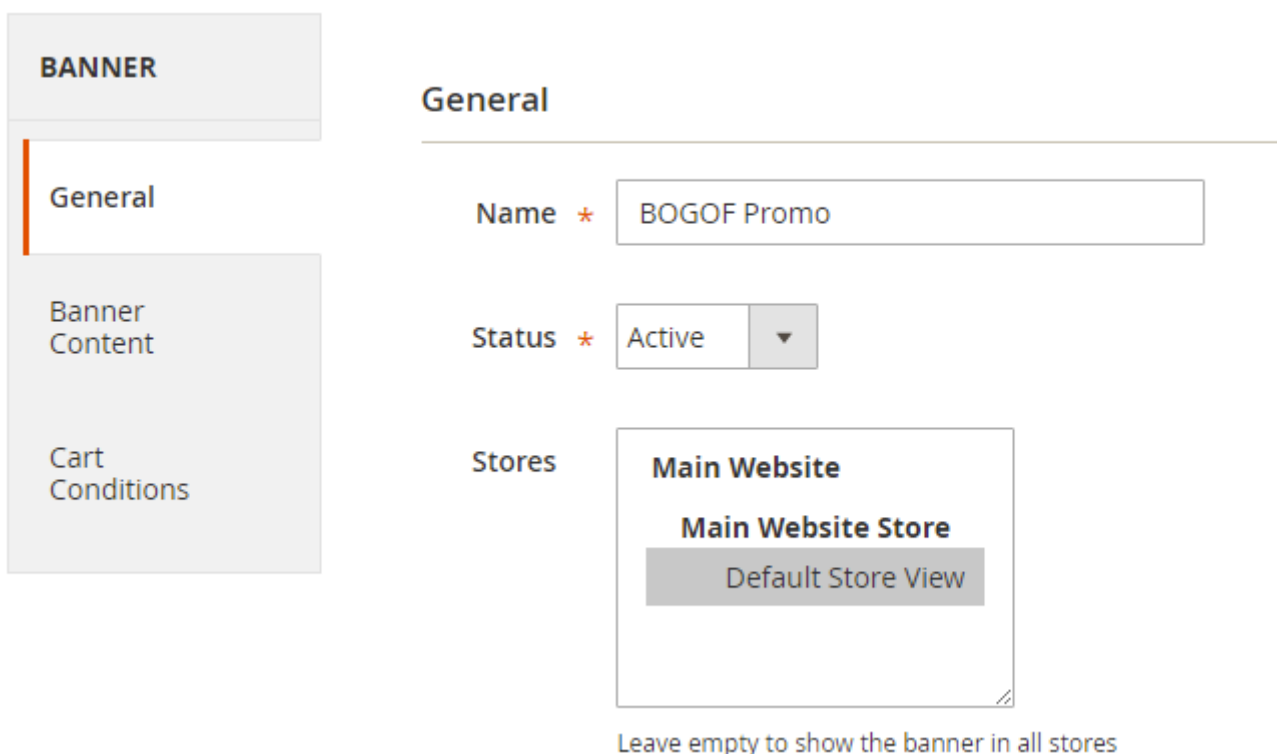 BANNER
General
Banner
Content
Cart
Conditions
General
Name *
BOGOF Promo
Status *
Active
Stores
Main Website
Main Website Store
Default Store View
Leave empty to show the banner in all stores